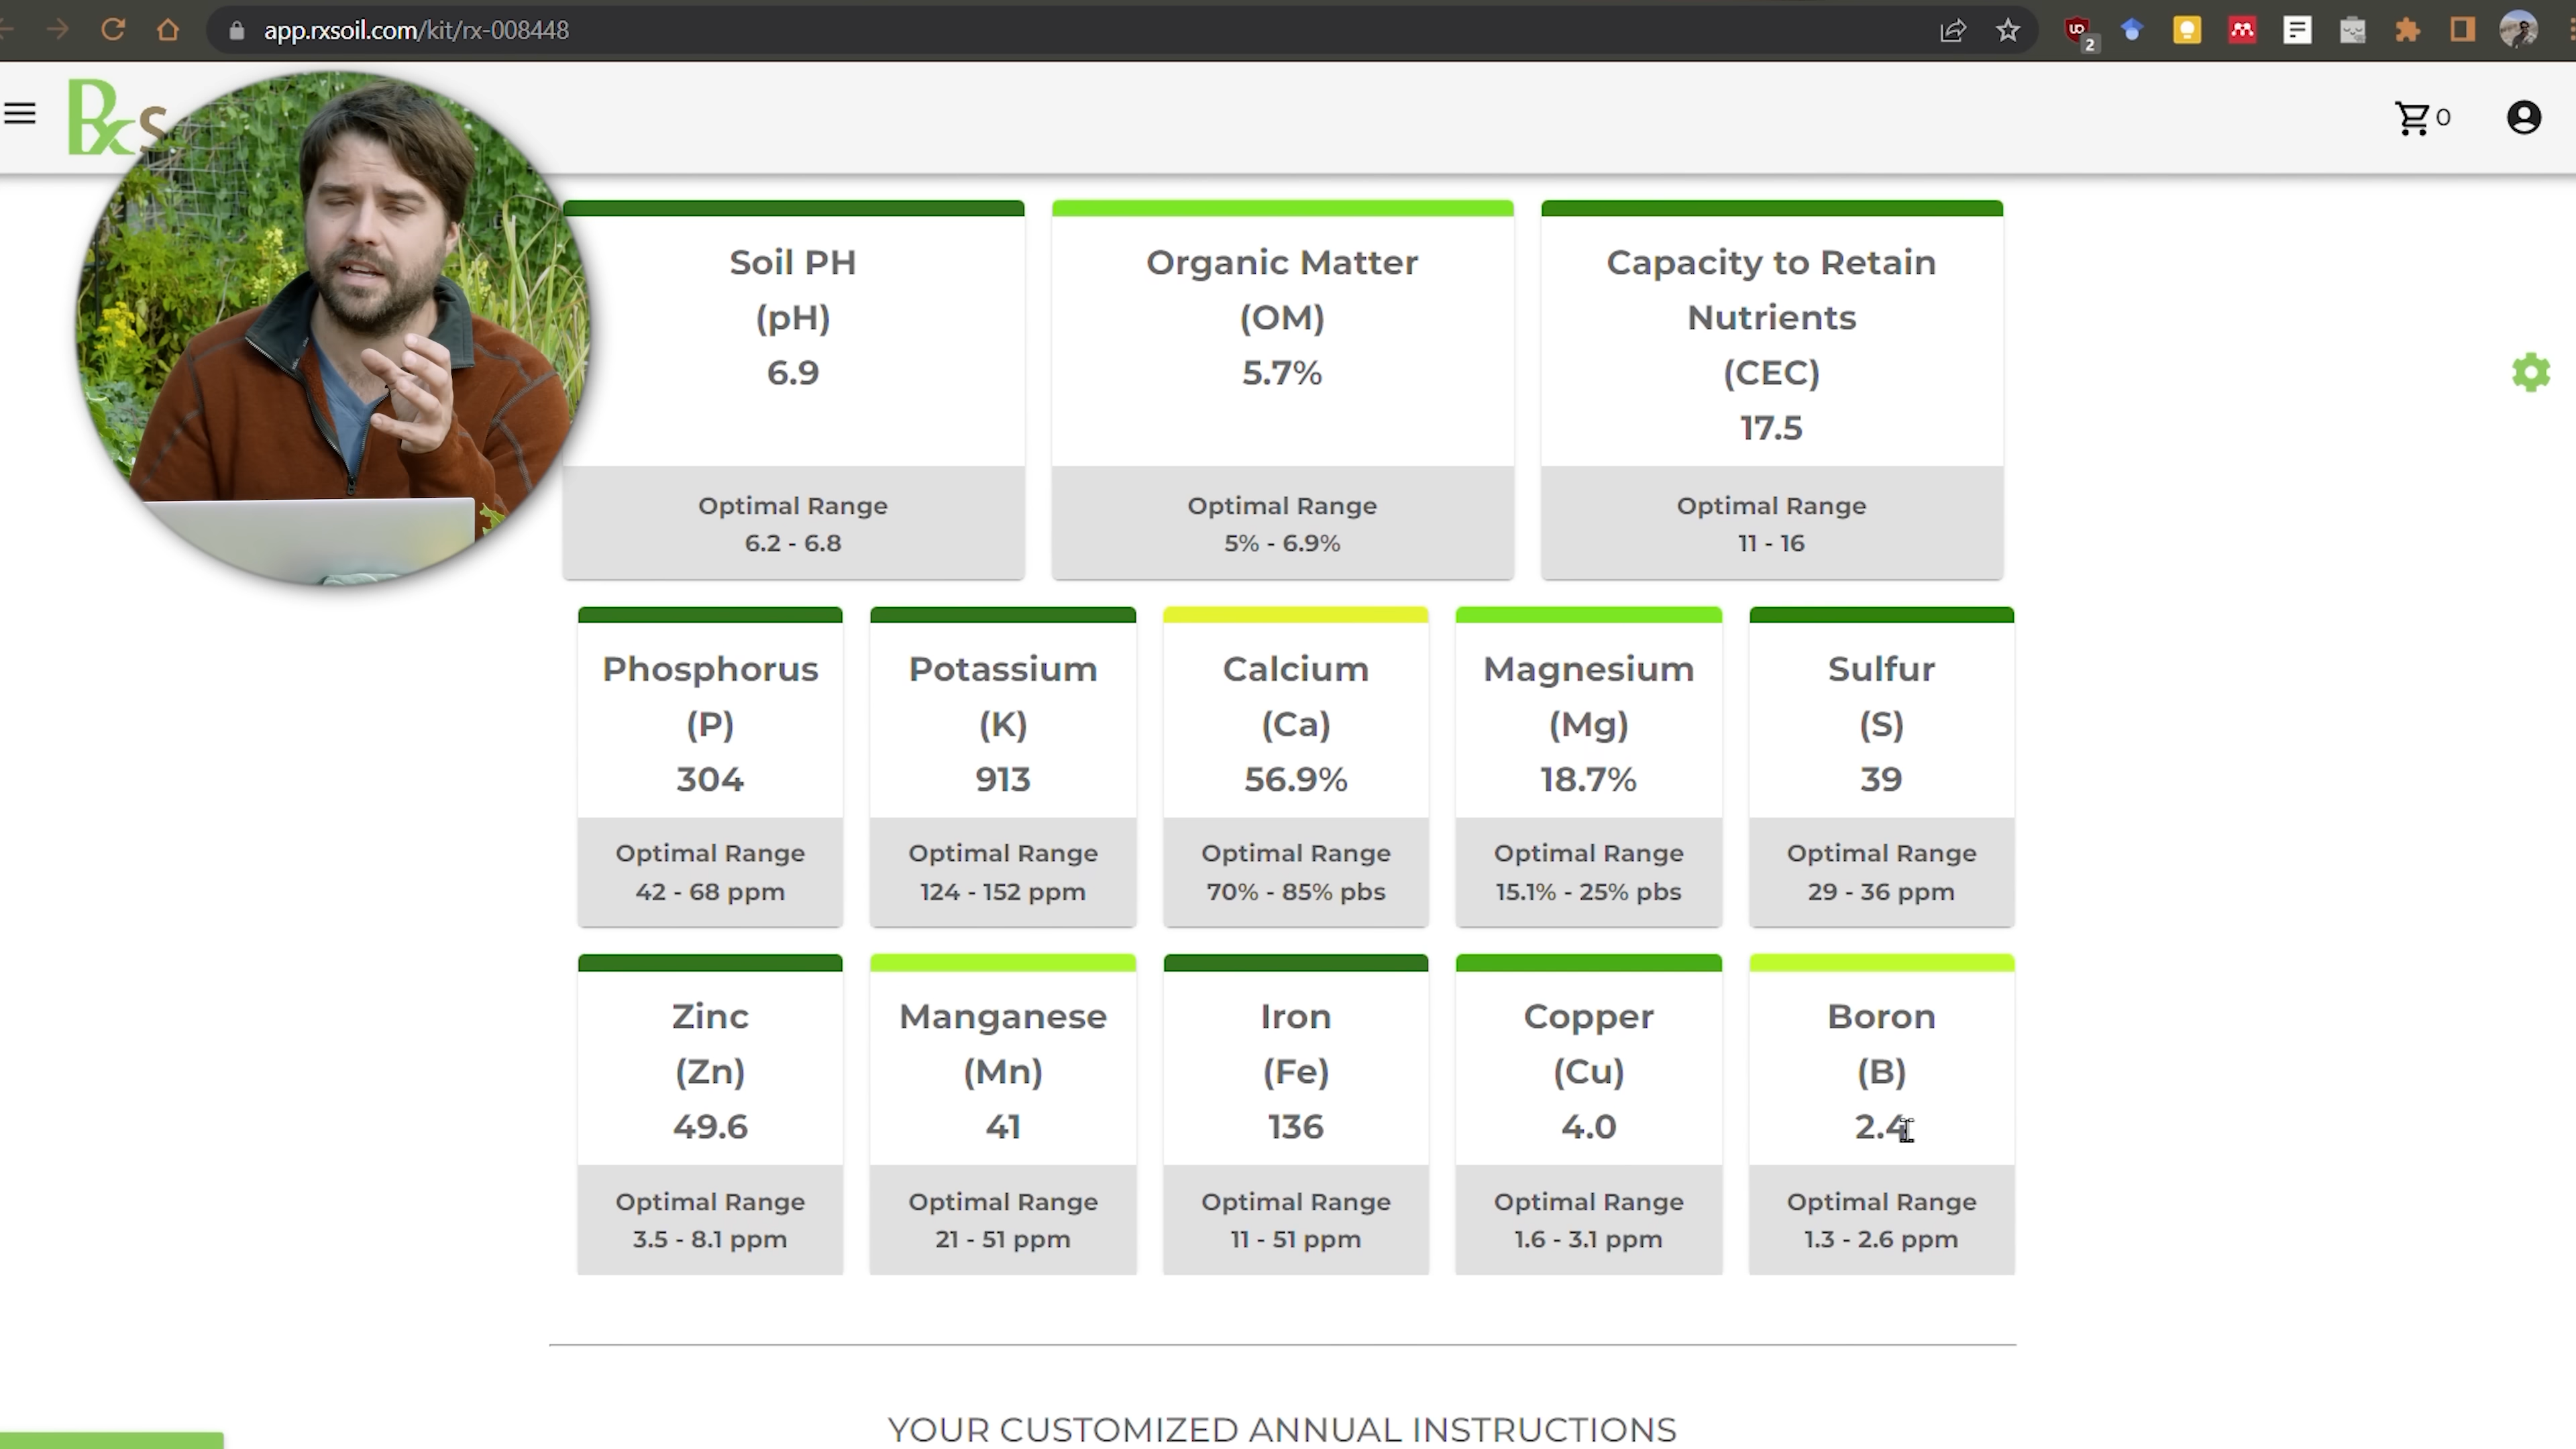 app.rxsoil.com/kit/rx-008448
2
Rx S
0
Soil PH
(pH)
6.9
Optimal Range
6.2 - 6.8
Organic Matter
(OM)
5.7%
Optimal Range
5% - 6.9%
Capacity to Retain
Nutrients
(CEC)
17.5
Optimal Range
11 - 16
Phosphorus
(P)
304
Optimal Range
42 - 68 ppm
Potassium
(K)
913
Optimal Range
124 - 152 ppm
Calcium
(Ca)
56.9%
Optimal Range
70% - 85% pbs
Magnesium
(Mg)
18.7%
Optimal Range
15.1% - 25% pbs
Sulfur
(S)
39
Optimal Range
29 - 36 ppm
Zinc
(Zn)
49.6
Optimal Range
3.5 - 8.1 ppm
Manganese
(Mn)
41
Optimal Range
21 - 51 ppm
Iron
(Fe)
136
Optimal Range
11 - 51 ppm
Copper
(Cu)
4.0
Optimal Range
1.6 - 3.1 ppm
Boron
(B)
2.4
Optimal Range
1.3 - 2.6 ppm
YOUR CUSTOMIZED ANNUAL INSTRUCTIONS